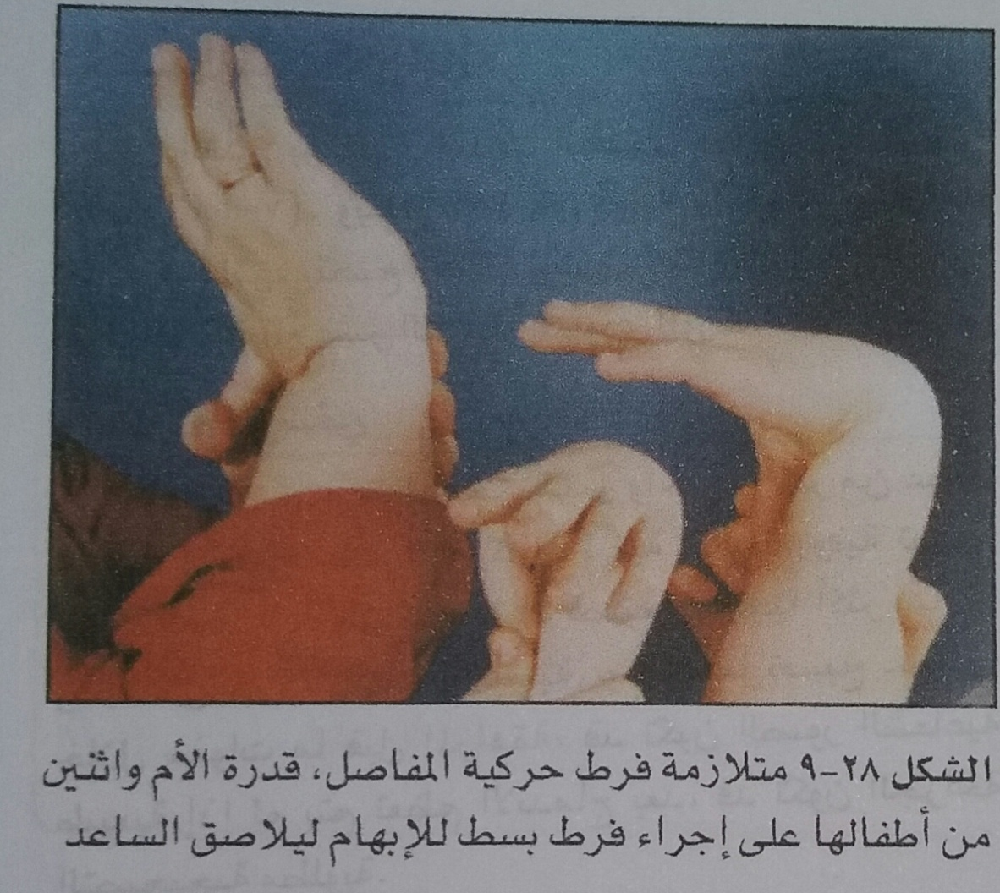 الشكل ٢٨-٩ متلازمة فرط حركية المفاصل، قدرة الأم واثنين
من أطفالها على إجراء فرط بسط للإبهام ليلاصق الساعد